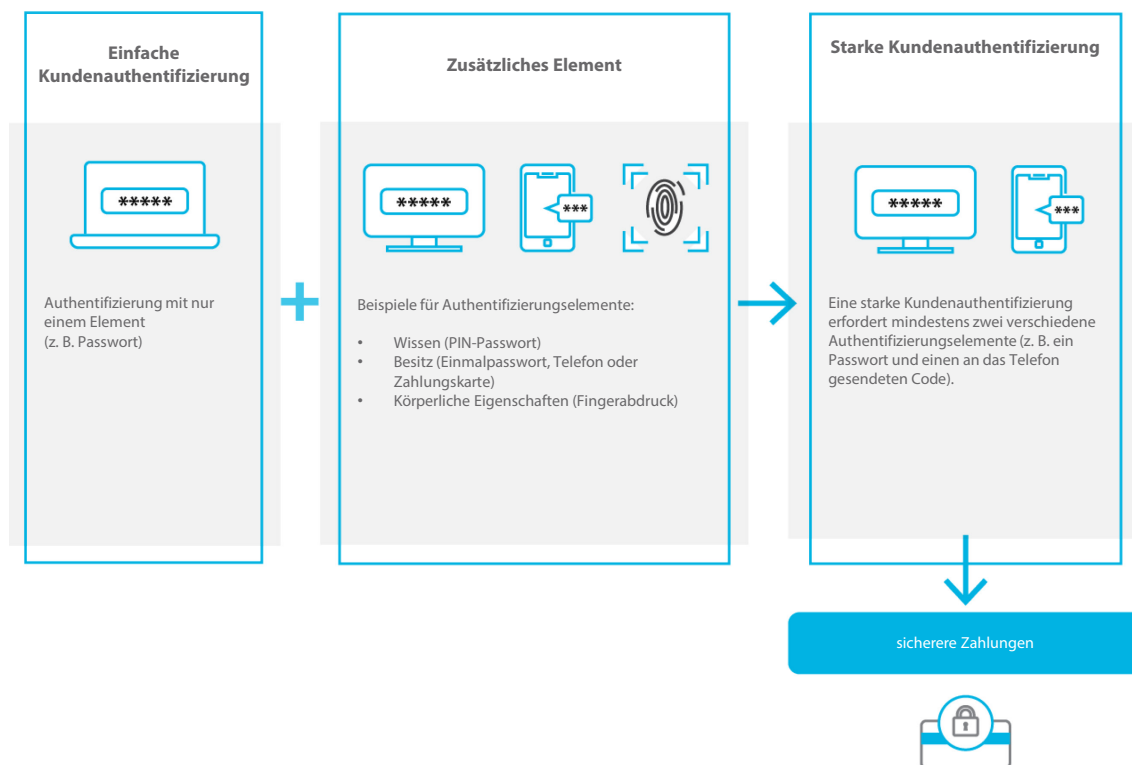 Einfache
Kundenauthentifizierung
*****
Authentifizierung mit nur
einem Element
(z. B. Passwort)
Zusätzliches Element
*****
***
Beispiele für Authentifizierungselemente:
• Wissen (PIN-Passwort)
• Besitz (Einmalpasswort, Telefon oder
Zahlungskarte)
• Körperliche Eigenschaften (Fingerabdruck)
Starke Kundenauthentifizierung
*****
***
Eine starke Kundenauthentifizierung
erfordert mindestens zwei verschiedene
Authentifizierungselemente (z. B. ein
Passwort und einen an das Telefon
gesendeten Code).
sicherere Zahlungen